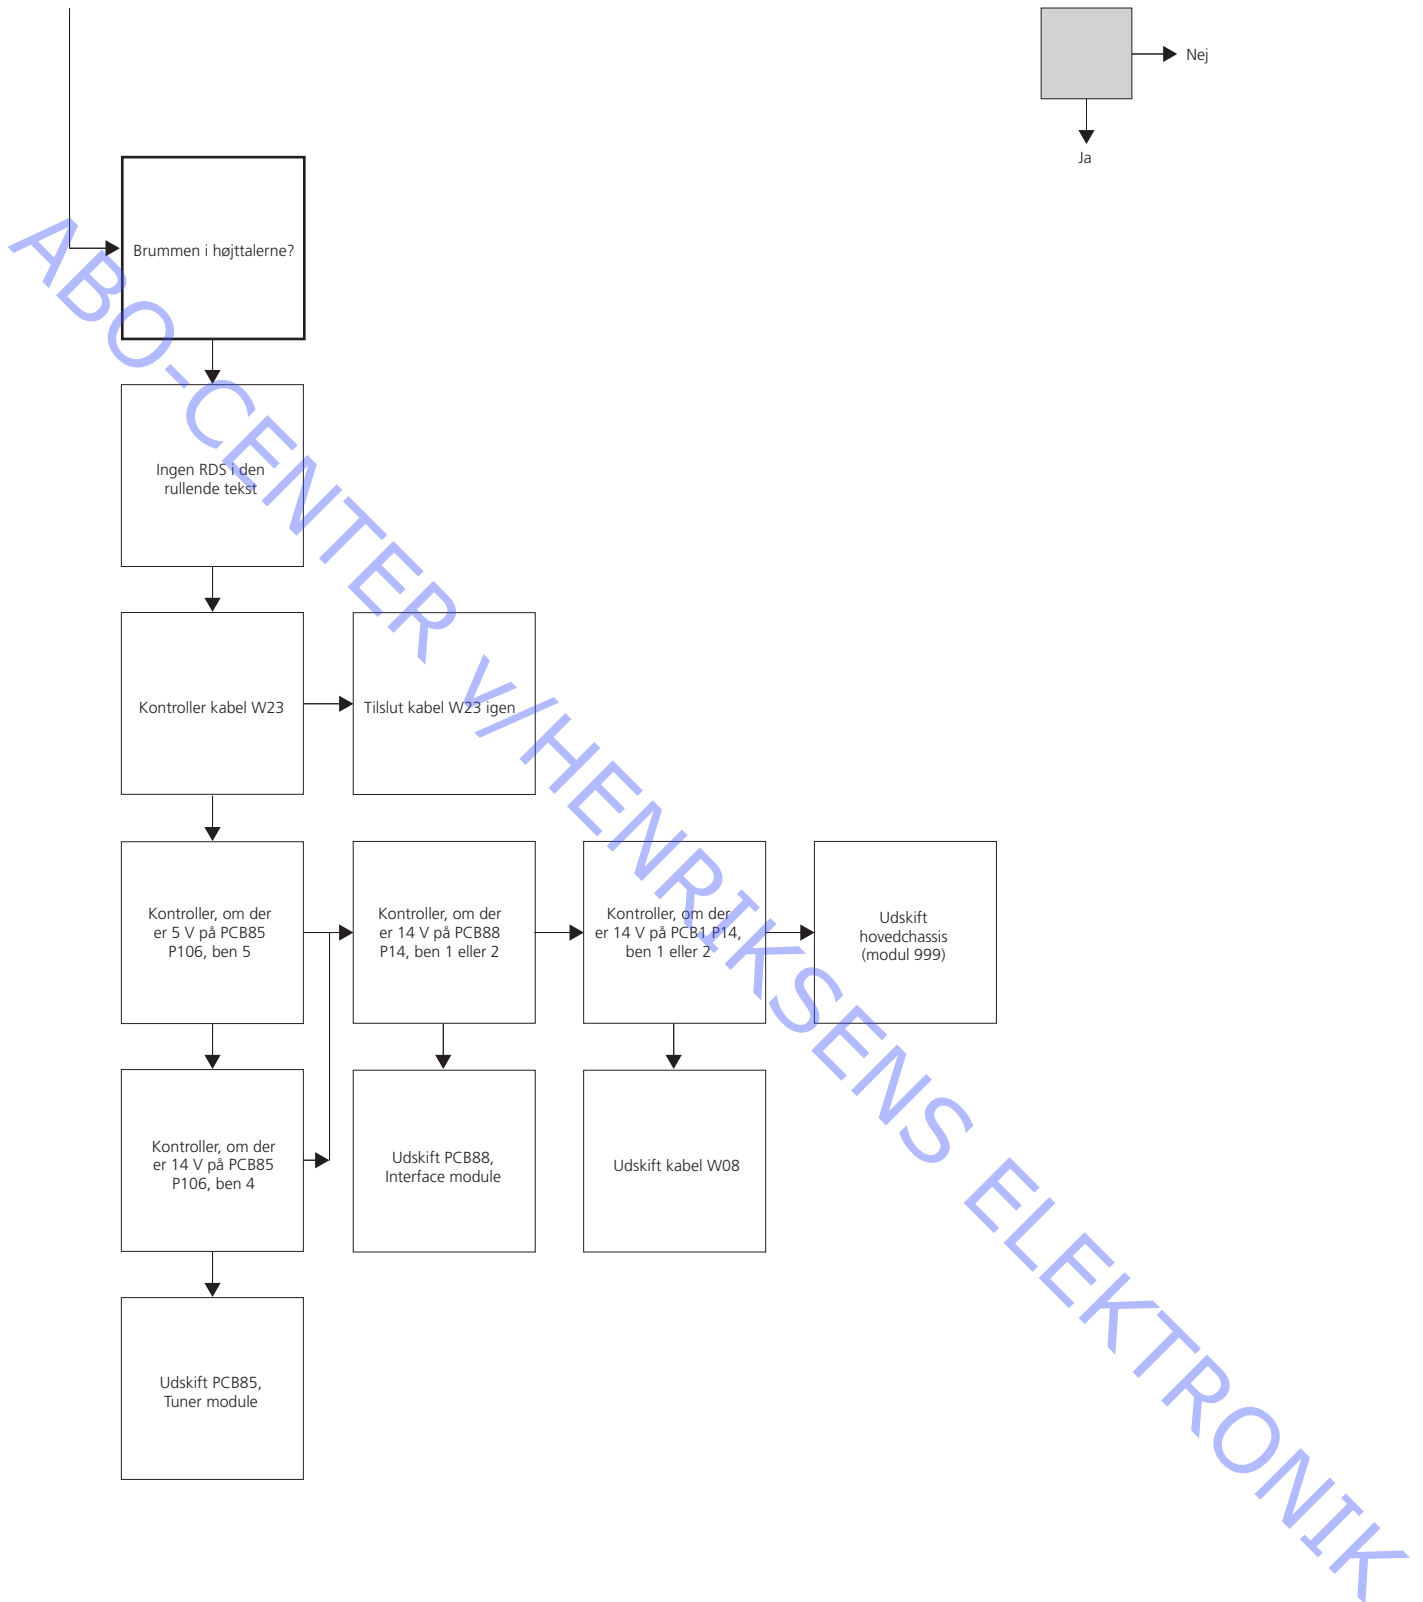 Nej
Ja
Brummen i højttalerne?
Ingen RDS i den
rullende tekst
Kontroller kabel W23
Tilslut kabel W23 igen
Kontroller, om der
er 5 V på PCB85
P106, ben 5
Kontroller, om der
er 14 V på PCB88
P14, ben 1 eller 2
Kontroller, om der
er 14 V på PCB1 P14,
ben 1 eller 2
Udskift
hovedchassis
(modul 999)
Kontroller, om der
er 14 V på PCB85
P106, ben 4
Udskift PCB88,
Interface module
Udskift kabel W08
Udskift PCB85,
Tuner module
ABO-CENTER v/HENRIKSENS ELEKTRONIK